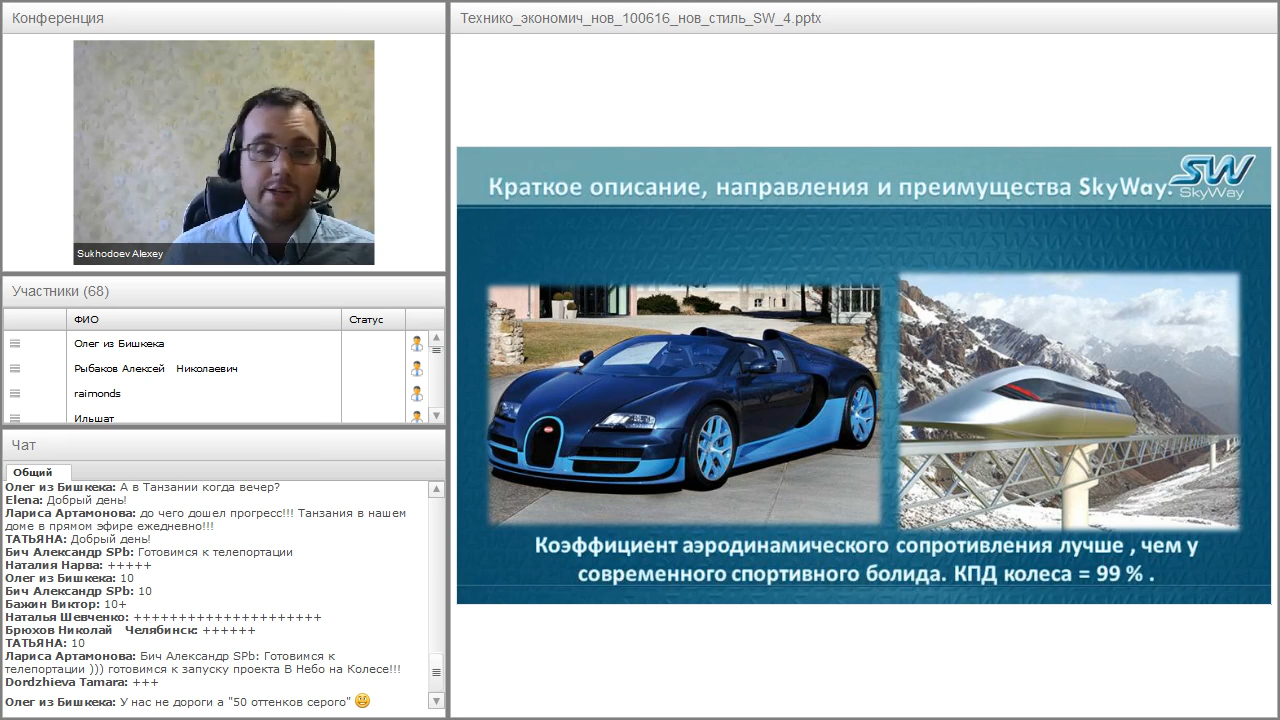 Конференция
Sukhodoev Alexey
Участники (68)
ФИО
Статус
Олег из Бишкека
Рыбаков Алексей Николаевич
raimonds
Ильшат
Чат
Общий
Олег из Бишкека: А в Танзании когда вечер?
Elena: Добрый день!
Лариса Артамонова: до чего дошел прогресс!!! Танзания в нашем
доме в прямом эфире ежедневно!!!
ТАТЬЯНА: Добрый день!
Бич Александр SPb: Готовимся к телепортации
Наталия Нарва: +++++
Олег из Бишкека: 10
Бич Александр SPb: 10
Бажин Виктор: 10+
Наталья Шевченко: +++++++++++++++++++++
Брюхов Николай Челябинск: ++++++
ТАТЬЯНА: 10
Лариса Артамонова: Бич Александр SPb: Готовимся к
телепортации ))) готовимся к запуску проекта В Небо на Колесе!!!
Dordzhieva Tamara: +++
Олег из Бишкека: У нас не дороги а "50 оттенков серого"
Технико_экономич_нов_100616_нов_стиль_SW_4.pptx
Краткое описание, направления и преимущества SkyWay.
SW
SkyWay
Коэффициент аэродинамического сопротивления лучше , чем у
современного спортивного болида. КПД колеса = 99 % .